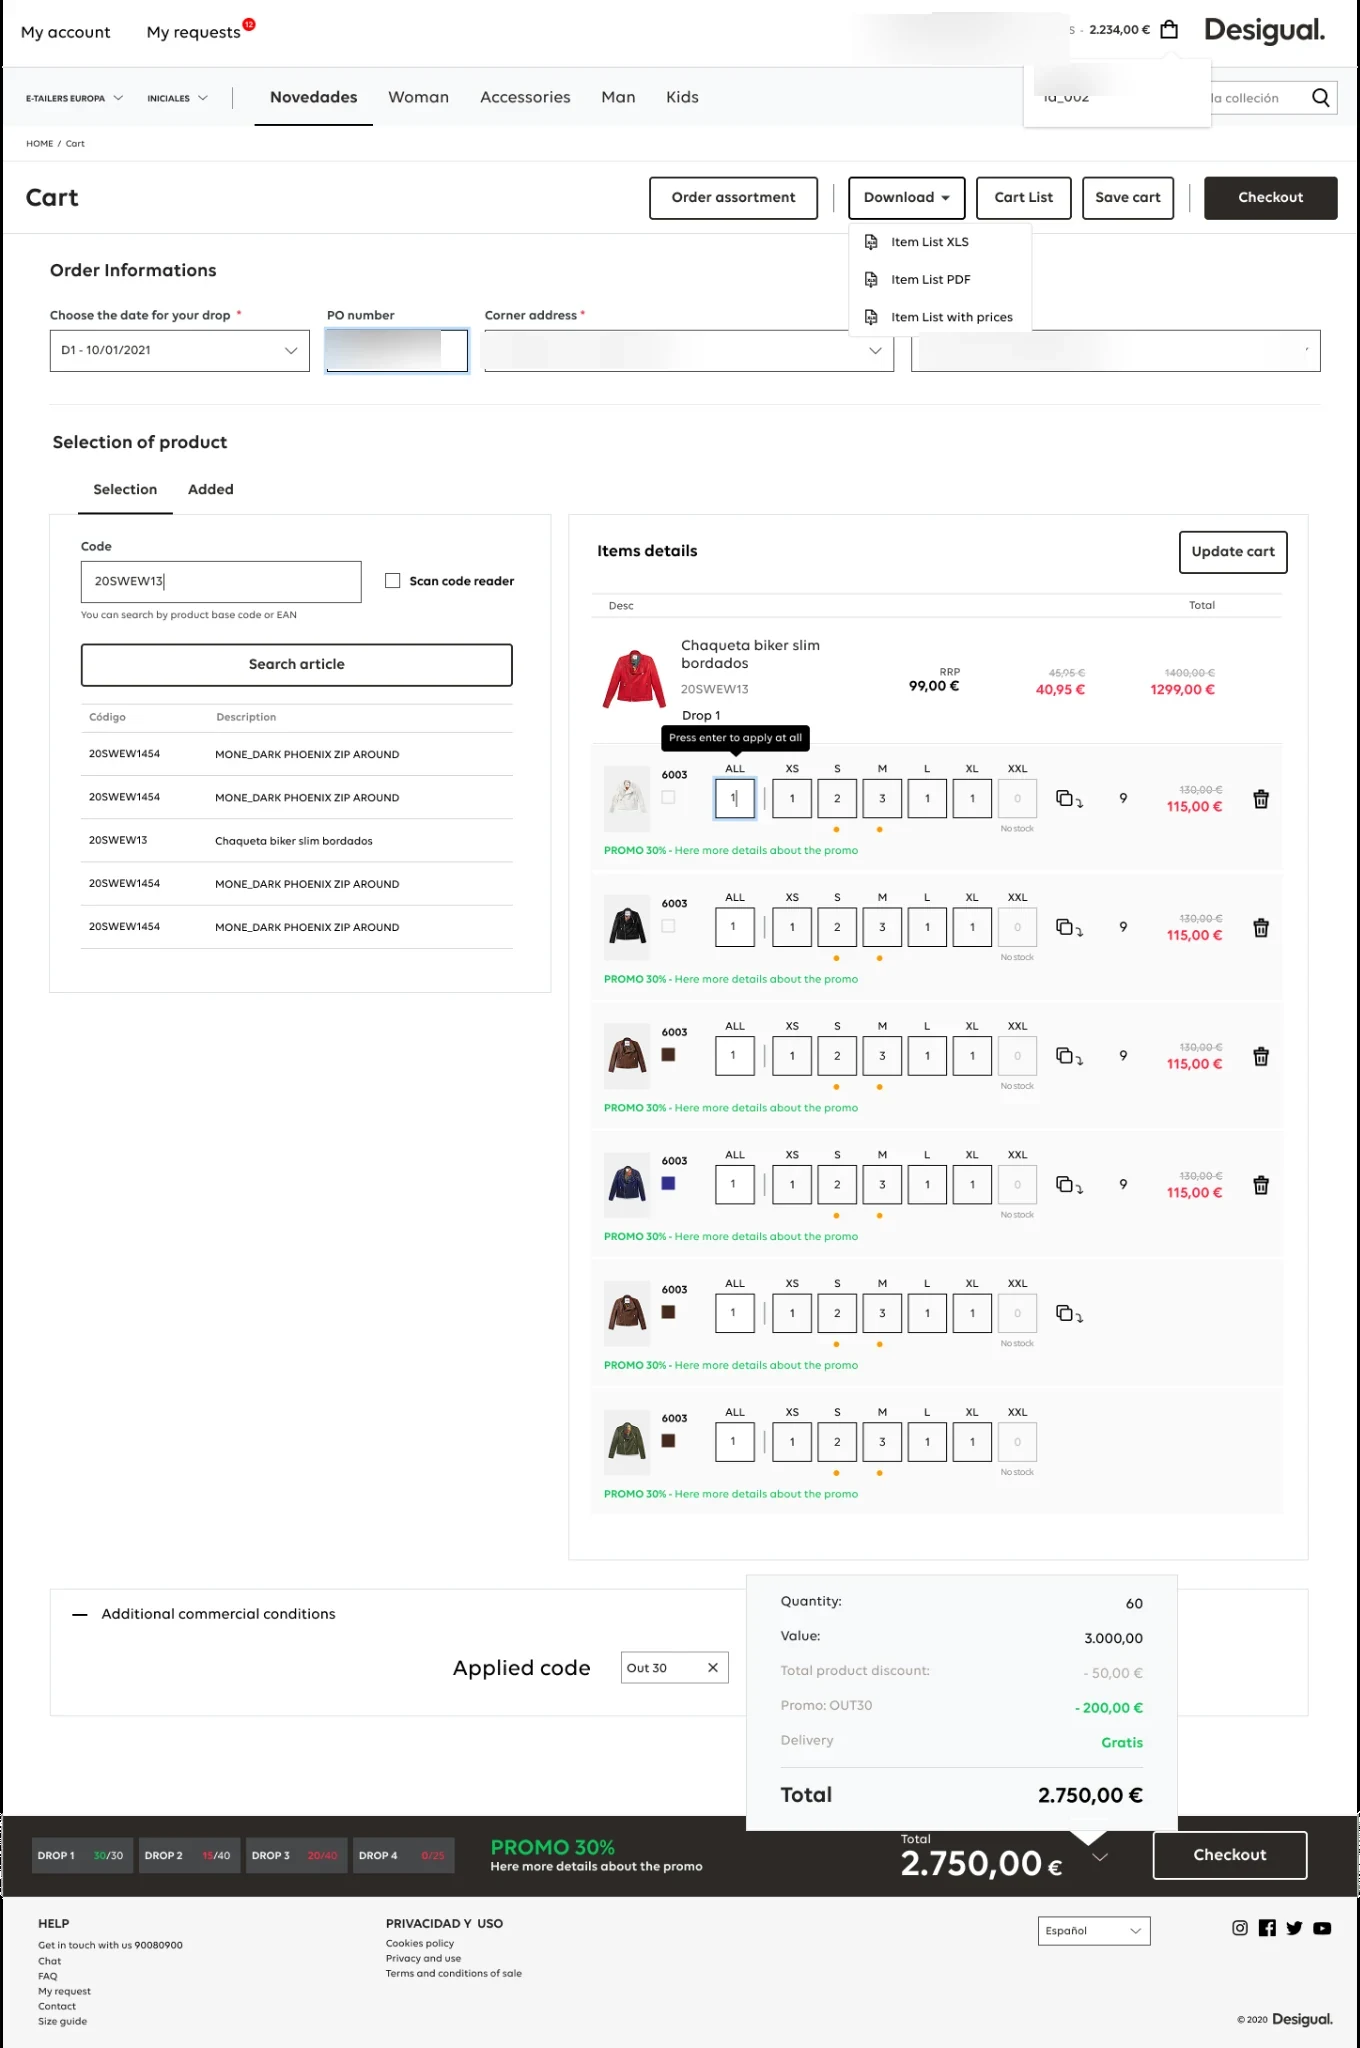 My account
My requests
12
S - 2.234,00 €
Desigual.
E-TAILERS EUROPA
INICIALES
Novedades
Woman
Accessories
Man
Kids
la colleción
HOME / Cart
Cart
Order assortment
Download
Cart List
Save cart
Checkout
Item List XLS
Item List PDF
Item List with prices
Order Informations
Choose the date for your drop *
PO number
Corner address *
D1 - 10/01/2021
Selection of product
Selection
Added
Code
20SWEW13
Scan code reader
You can search by product base code or EAN
Search article
Código Description
20SWEW1454 MONE_DARK PHOENIX ZIP AROUND
20SWEW1454 MONE_DARK PHOENIX ZIP AROUND
20SWEW13 Chaqueta biker slim bordados
20SWEW1454 MONE_DARK PHOENIX ZIP AROUND
20SWEW1454 MONE_DARK PHOENIX ZIP AROUND
Items details
Update cart
Desc Total
Chaqueta biker slim
bordados
20SWEW13
Drop 1
RRP
99,00 €
45,95 €
40,95 €
1400,00 €
1299,00 €
Press enter to apply at all
6003 ALL XS S M L XL XXL
1 1 2 3 1 1 0 9 130,00 €
115,00 €
No stock
PROMO 30% - Here more details about the promo
6003 ALL XS S M L XL XXL
1 1 2 3 1 1 0 9 130,00 €
115,00 €
No stock
PROMO 30% - Here more details about the promo
6003 ALL XS S M L XL XXL
1 1 2 3 1 1 0 9 130,00 €
115,00 €
No stock
PROMO 30% - Here more details about the promo
6003 ALL XS S M L XL XXL
1 1 2 3 1 1 0 9 130,00 €
115,00 €
No stock
PROMO 30% - Here more details about the promo
6003 ALL XS S M L XL XXL
1 1 2 3 1 1 0
No stock
PROMO 30% - Here more details about the promo
6003 ALL XS S M L XL XXL
1 1 2 3 1 1 0
No stock
PROMO 30% - Here more details about the promo
Additional commercial conditions
Applied code
Out 30
Quantity: 60
Value: 3.000,00
Total product discount: - 50,00 €
Promo: OUT30 - 200,00 €
Delivery Gratis
Total 2.750,00 €
DROP 1 30/30
DROP 2 15/40
DROP 3 20/40
DROP 4 0/25
PROMO 30%
Here more details about the promo
Total
2.750,00 €
Checkout
HELP
Get in touch with us 90080900
Chat
FAQ
My request
Contact
Size guide
PRIVACIDAD Y USO
Cookies policy
Privacy and use
Terms and conditions of sale
Español
© 2020 Desigual.